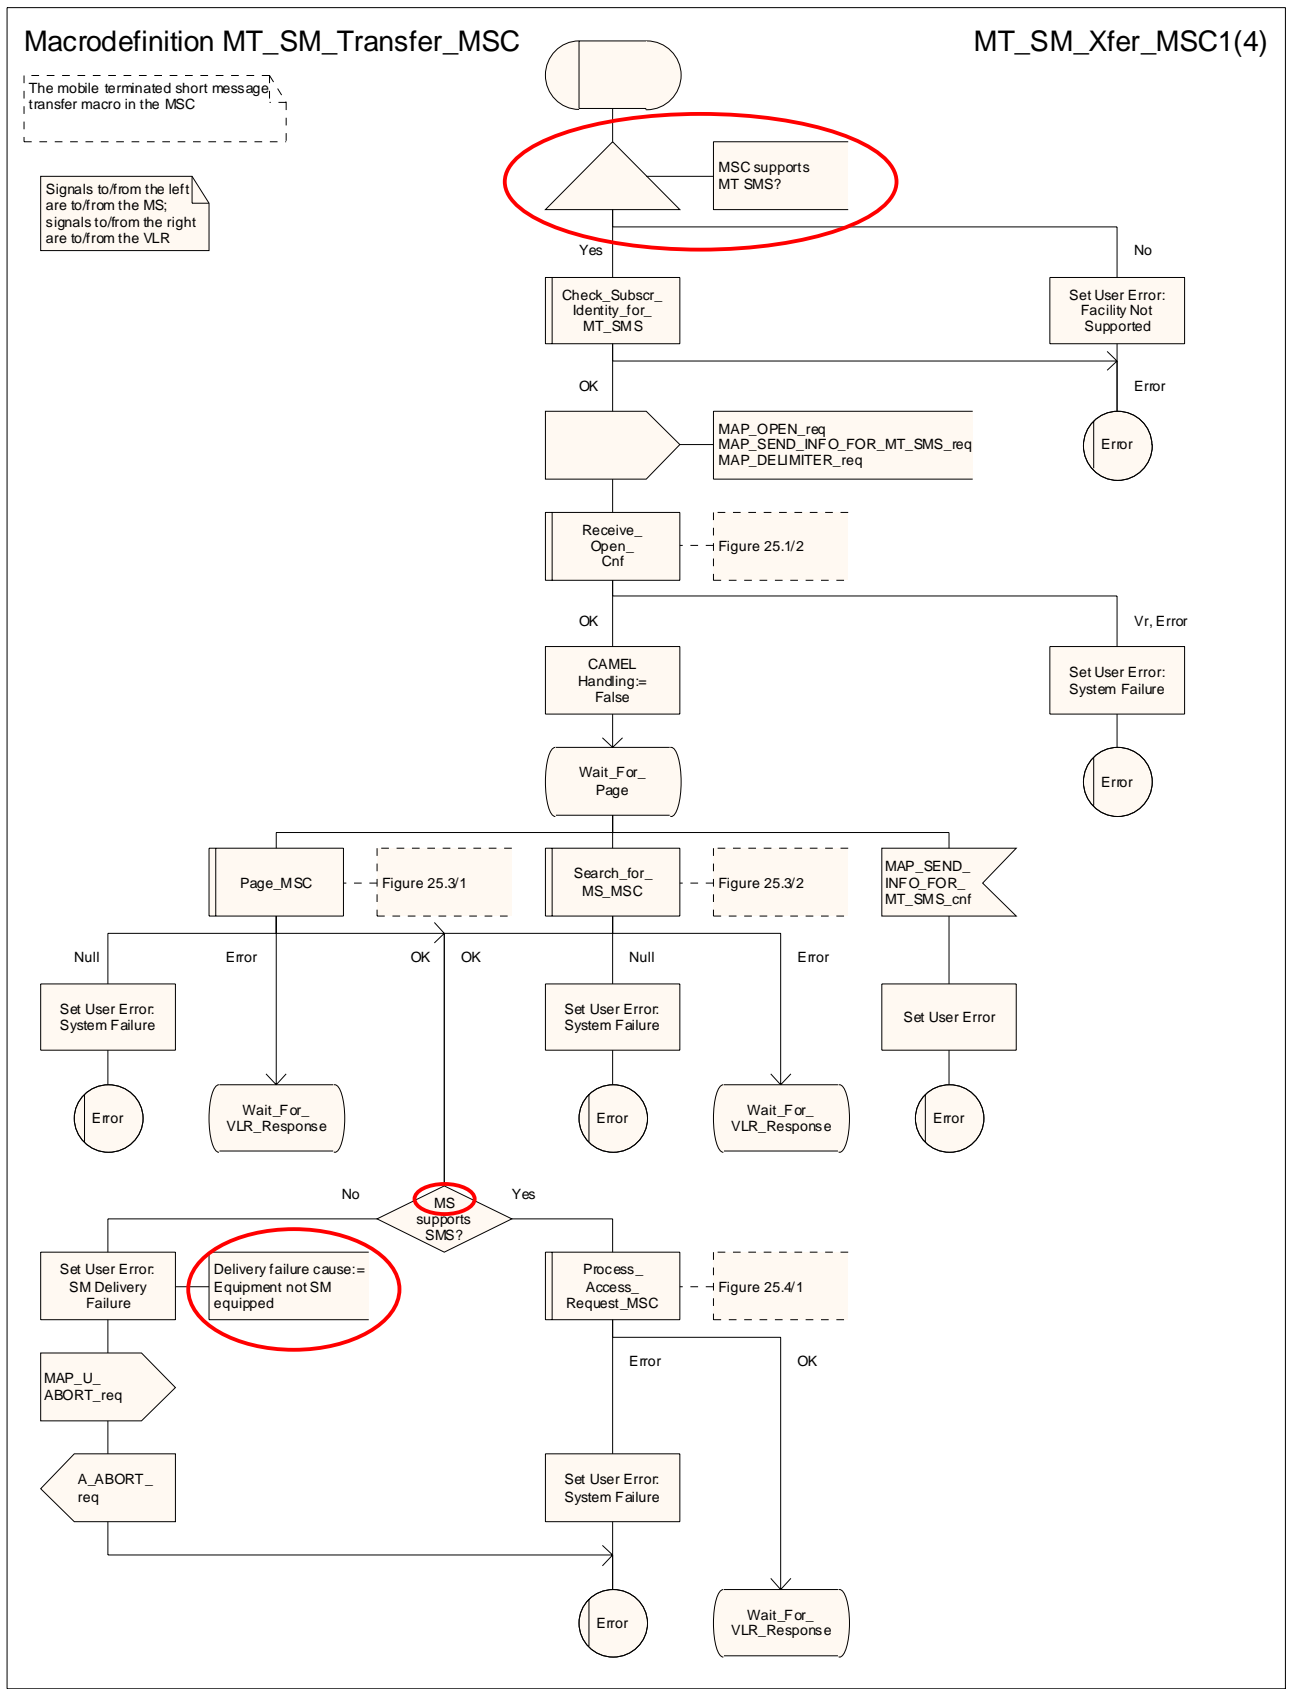 Macrodefinition MT_SM_Transfer_MSC
MT_SM_Xfer_MSC1(4)
The mobile terminated short message
transfer macro in the MSC
Signals to/from the left
are to/from the MS;
signals to/from the right
are to/from the VLR
MSC supports
MT SMS?
Yes
No
Check_Subscr_
Identity_for_
MT_SMS
Set User Error:
Facility Not
Supported
OK
Error
MAP_OPEN_req
MAP_SEND_INFO_FOR_MT_SMS_req
MAP_DELIMITER_req
Error
Receive_
Open_
Cnf
Figure 25.1/2
OK
Vr, Error
CAMEL
Handling:=
False
Set User Error:
System Failure
Wait_For_
Page
Error
Page_MSC
Figure 25.3/1
Search_for_
MS_MSC
Figure 25.3/2
MAP_SEND_
INFO_FOR_
MT_SMS_cnf
Null
Error
OK
OK
Null
Error
Set User Error:
System Failure
Set User Error:
System Failure
Set User Error
Error
Wait_For_
VLR_Response
Error
Wait_For_
VLR_Response
Error
No
MS
supports
SMS?
Yes
Set User Error:
SM Delivery
Failure
Delivery failure cause:=
Equipment not SM
equipped
Process_
Access_
Request_MSC
Figure 25.4/1
Error
OK
MAP_U_
ABORT_req
A_ABORT_
req
Set User Error:
System Failure
Error
Wait_For_
VLR_Response